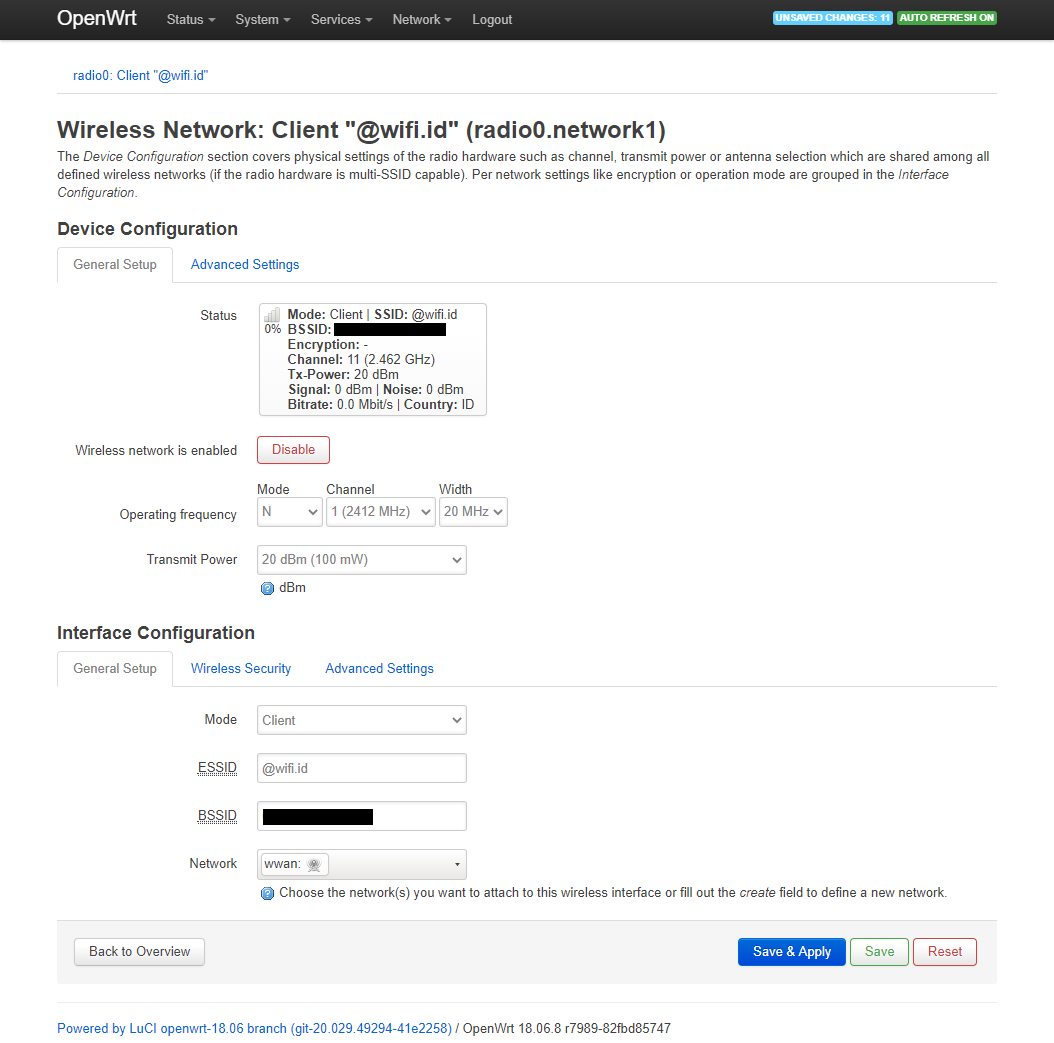 OpenWrt Status System Services Network Logout UNSAVED CHANGES: 11 AUTO REFRESH ON
radio0: Client "@wifi.id"
Wireless Network: Client "@wifi.id" (radio0.network1)
The Device Configuration section covers physical settings of the radio hardware such as channel, transmit power or antenna selection which are shared among all
defined wireless networks (if the radio hardware is multi-SSID capable). Per network settings like encryption or operation mode are grouped in the Interface
Configuration.
Device Configuration
General Setup Advanced Settings
Status
0%
Mode: Client | SSID: @wifi.id
BSSID:
Encryption: -
Channel: 11 (2.462 GHz)
Tx-Power: 20 dBm
Signal: 0 dBm | Noise: 0 dBm
Bitrate: 0.0 Mbit/s | Country: ID
Wireless network is enabled Disable
Mode Channel Width
Operating frequency N 1 (2412 MHz) 20 MHz
Transmit Power 20 dBm (100 mW)
dBm
Interface Configuration
General Setup Wireless Security Advanced Settings
Mode Client
ESSID @wifi.id
BSSID
Network wwan:
Choose the network(s) you want to attach to this wireless interface or fill out the create field to define a new network.
Back to Overview Save & Apply Save Reset
Powered by LuCI openwrt-18.06 branch (git-20.029.49294-41e2258) / OpenWrt 18.06.8 r7989-82fbd85747